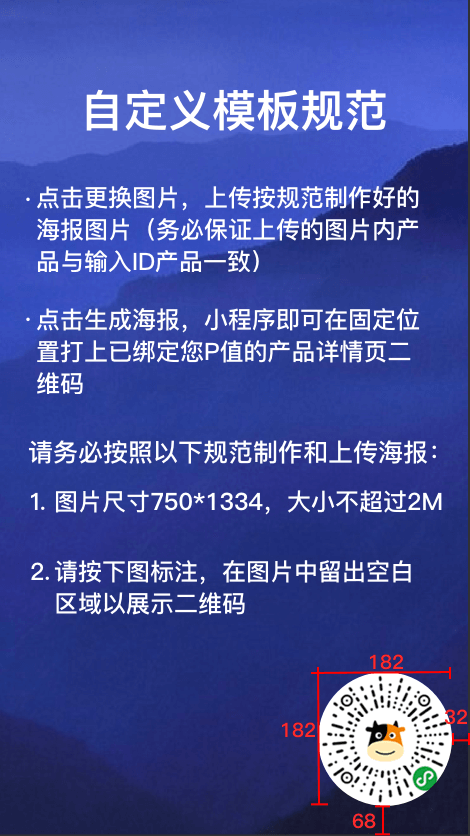 自定义模板规范
· 点击更换图片，上传按规范制作好的
海报图片（务必保证上传的图片内产
品与输入ID产品一致）
· 点击生成海报，小程序即可在固定位
置打上已绑定您P值的产品详情页二
维码
请务必按照以下规范制作和上传海报：
1. 图片尺寸750*1334，大小不超过2M
2. 请按下图标注，在图片中留出空白
区域以展示二维码
182
182
32
68